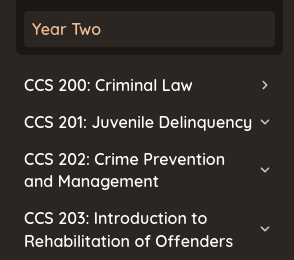 Year Two
CCS 200: Criminal Law
CCS 201: Juvenile Delinquency
CCS 202: Crime Prevention
and Management
CCS 203: Introduction to
Rehabilitation of Offenders